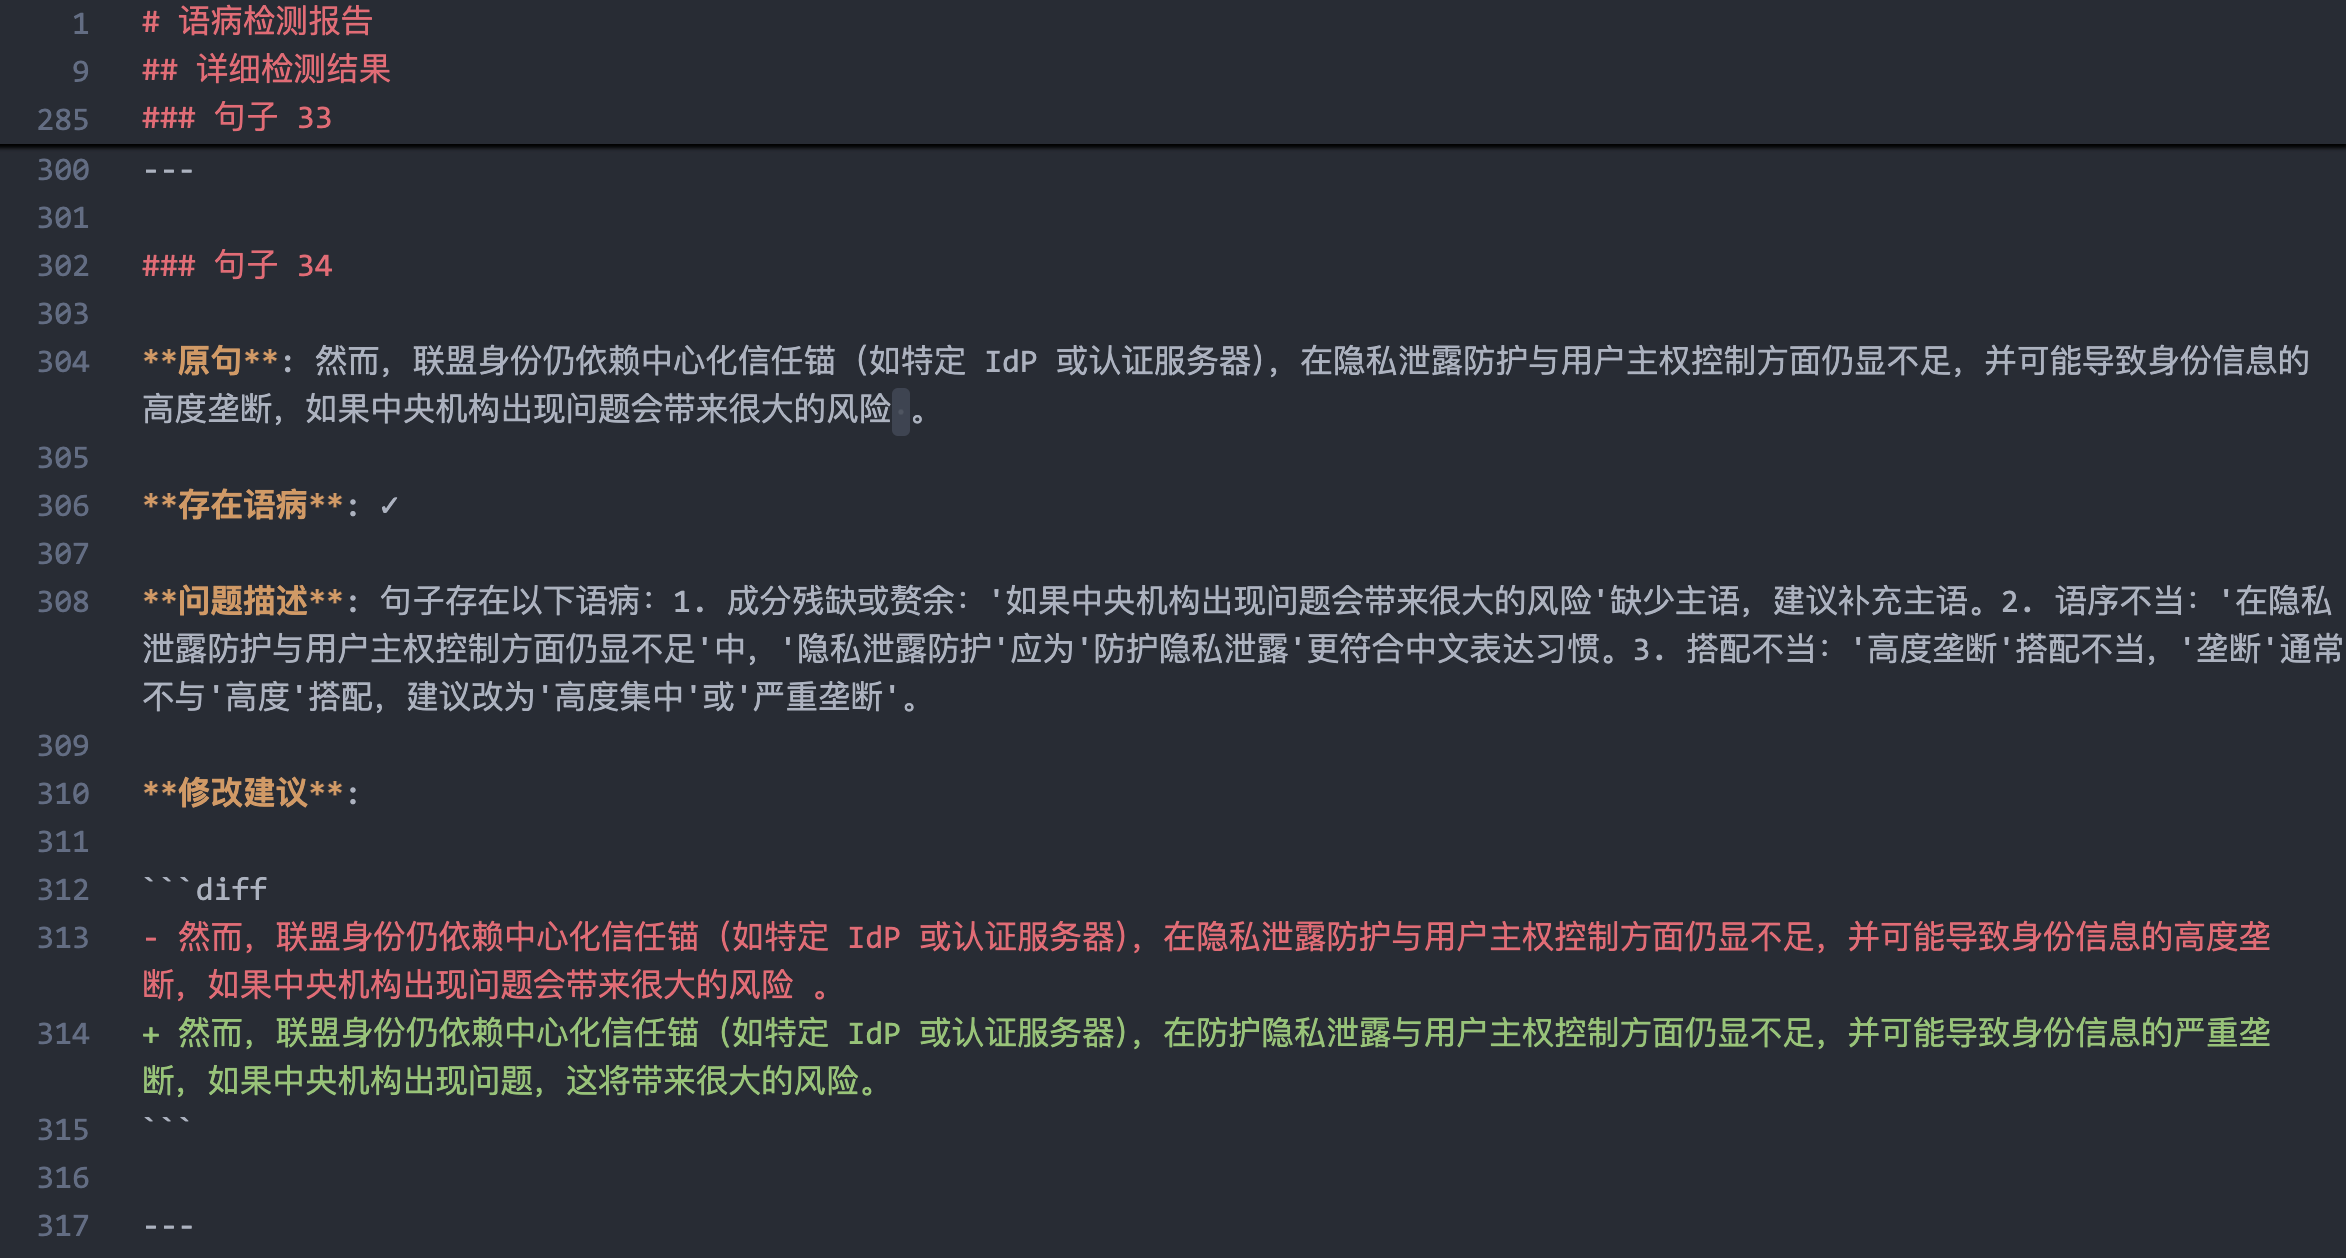 1 # 语病检测报告
9 ## 详细检测结果
285 ### 句子 33
300 ---
301
302 ### 句子 34
303
304 **原句**: 然而，联盟身份仍依赖中心化信任锚（如特定 IdP 或认证服务器），在隐私泄露防护与用户主权控制方面仍显不足，并可能导致身份信息的
高度垄断，如果中央机构出现问题会带来很大的风险 。
305
306 **存在语病**: ✓
307
308 **问题描述**: 句子存在以下语病：1. 成分残缺或赘余：'如果中央机构出现问题会带来很大的风险'缺少主语，建议补充主语。2. 语序不当：'在隐私
泄露防护与用户主权控制方面仍显不足'中，'隐私泄露防护'应为'防护隐私泄露'更符合中文表达习惯。3. 搭配不当：'高度垄断'搭配不当，'垄断'通常
不与'高度'搭配，建议改为'高度集中'或'严重垄断'。
309
310 **修改建议**:
311
312 ```diff
313 - 然而，联盟身份仍依赖中心化信任锚（如特定 IdP 或认证服务器），在隐私泄露防护与用户主权控制方面仍显不足，并可能导致身份信息的高度垄
断，如果中央机构出现问题会带来很大的风险 。
314 + 然而，联盟身份仍依赖中心化信任锚（如特定 IdP 或认证服务器），在防护隐私泄露与用户主权控制方面仍显不足，并可能导致身份信息的严重垄
断，如果中央机构出现问题，这将带来很大的风险。
315 ```
316
317 ---